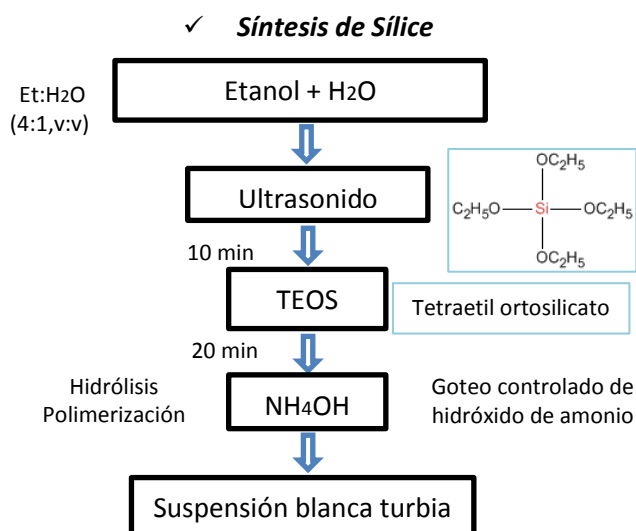 ✓ Síntesis de Sílice
Et:H2O
(4:1,v:v)
Etanol + H2O
Ultrasonido
OC2H5
C2H5O—Si—OC2H5
OC2H5
10 min
TEOS
Tetraetil ortosilicato
20 min
Hidrólisis
Polimerización
NH4OH
Goteo controlado de
hidróxido de amonio
Suspensión blanca turbia